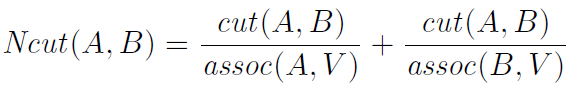 Ncut(A, B) = cut(A, B) / assoc(A, V) + cut(A, B) / assoc(B, V)